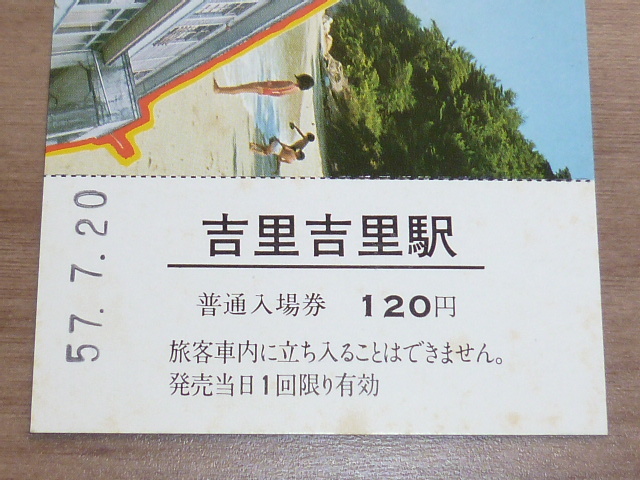 57.7.20
吉里吉里駅
普通入場券 120円
旅客車内に立ち入ることはできません。
発売当日1回限り有効